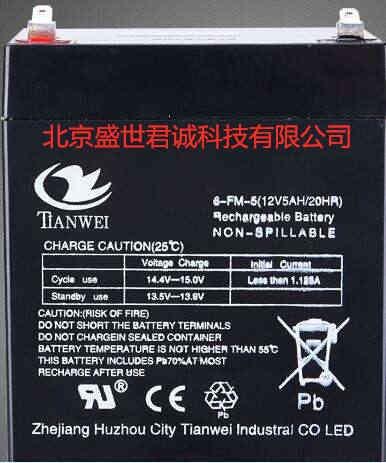 北京盛世君诚科技有限公司
TIANWEI
6-FM-5(12V5AH/20HR)
Rechargeable Battery
NON-SPILLABLE
CHARGE CAUTION(25℃)
Voltage Charge Initial Current
Cycle use 14.4V—15.0V Less then 1.125A
Standby use 13.5V—13.8V
CAUTION:(RISK OF FIRE)
DO NOT SHORT THE BATTERY TERMINALS
DO NOT CHARGEIN SEALED CONTAINER
BATTERY TEMPERATURE IS NOT HIGHER THAN 55℃
THIS BATTERY INCLUDES Pb70%AT MOST
RECHARGE AFTER USE
Pb
Pb
Zhejiang Huzhou City Tianwei Industral CO LED